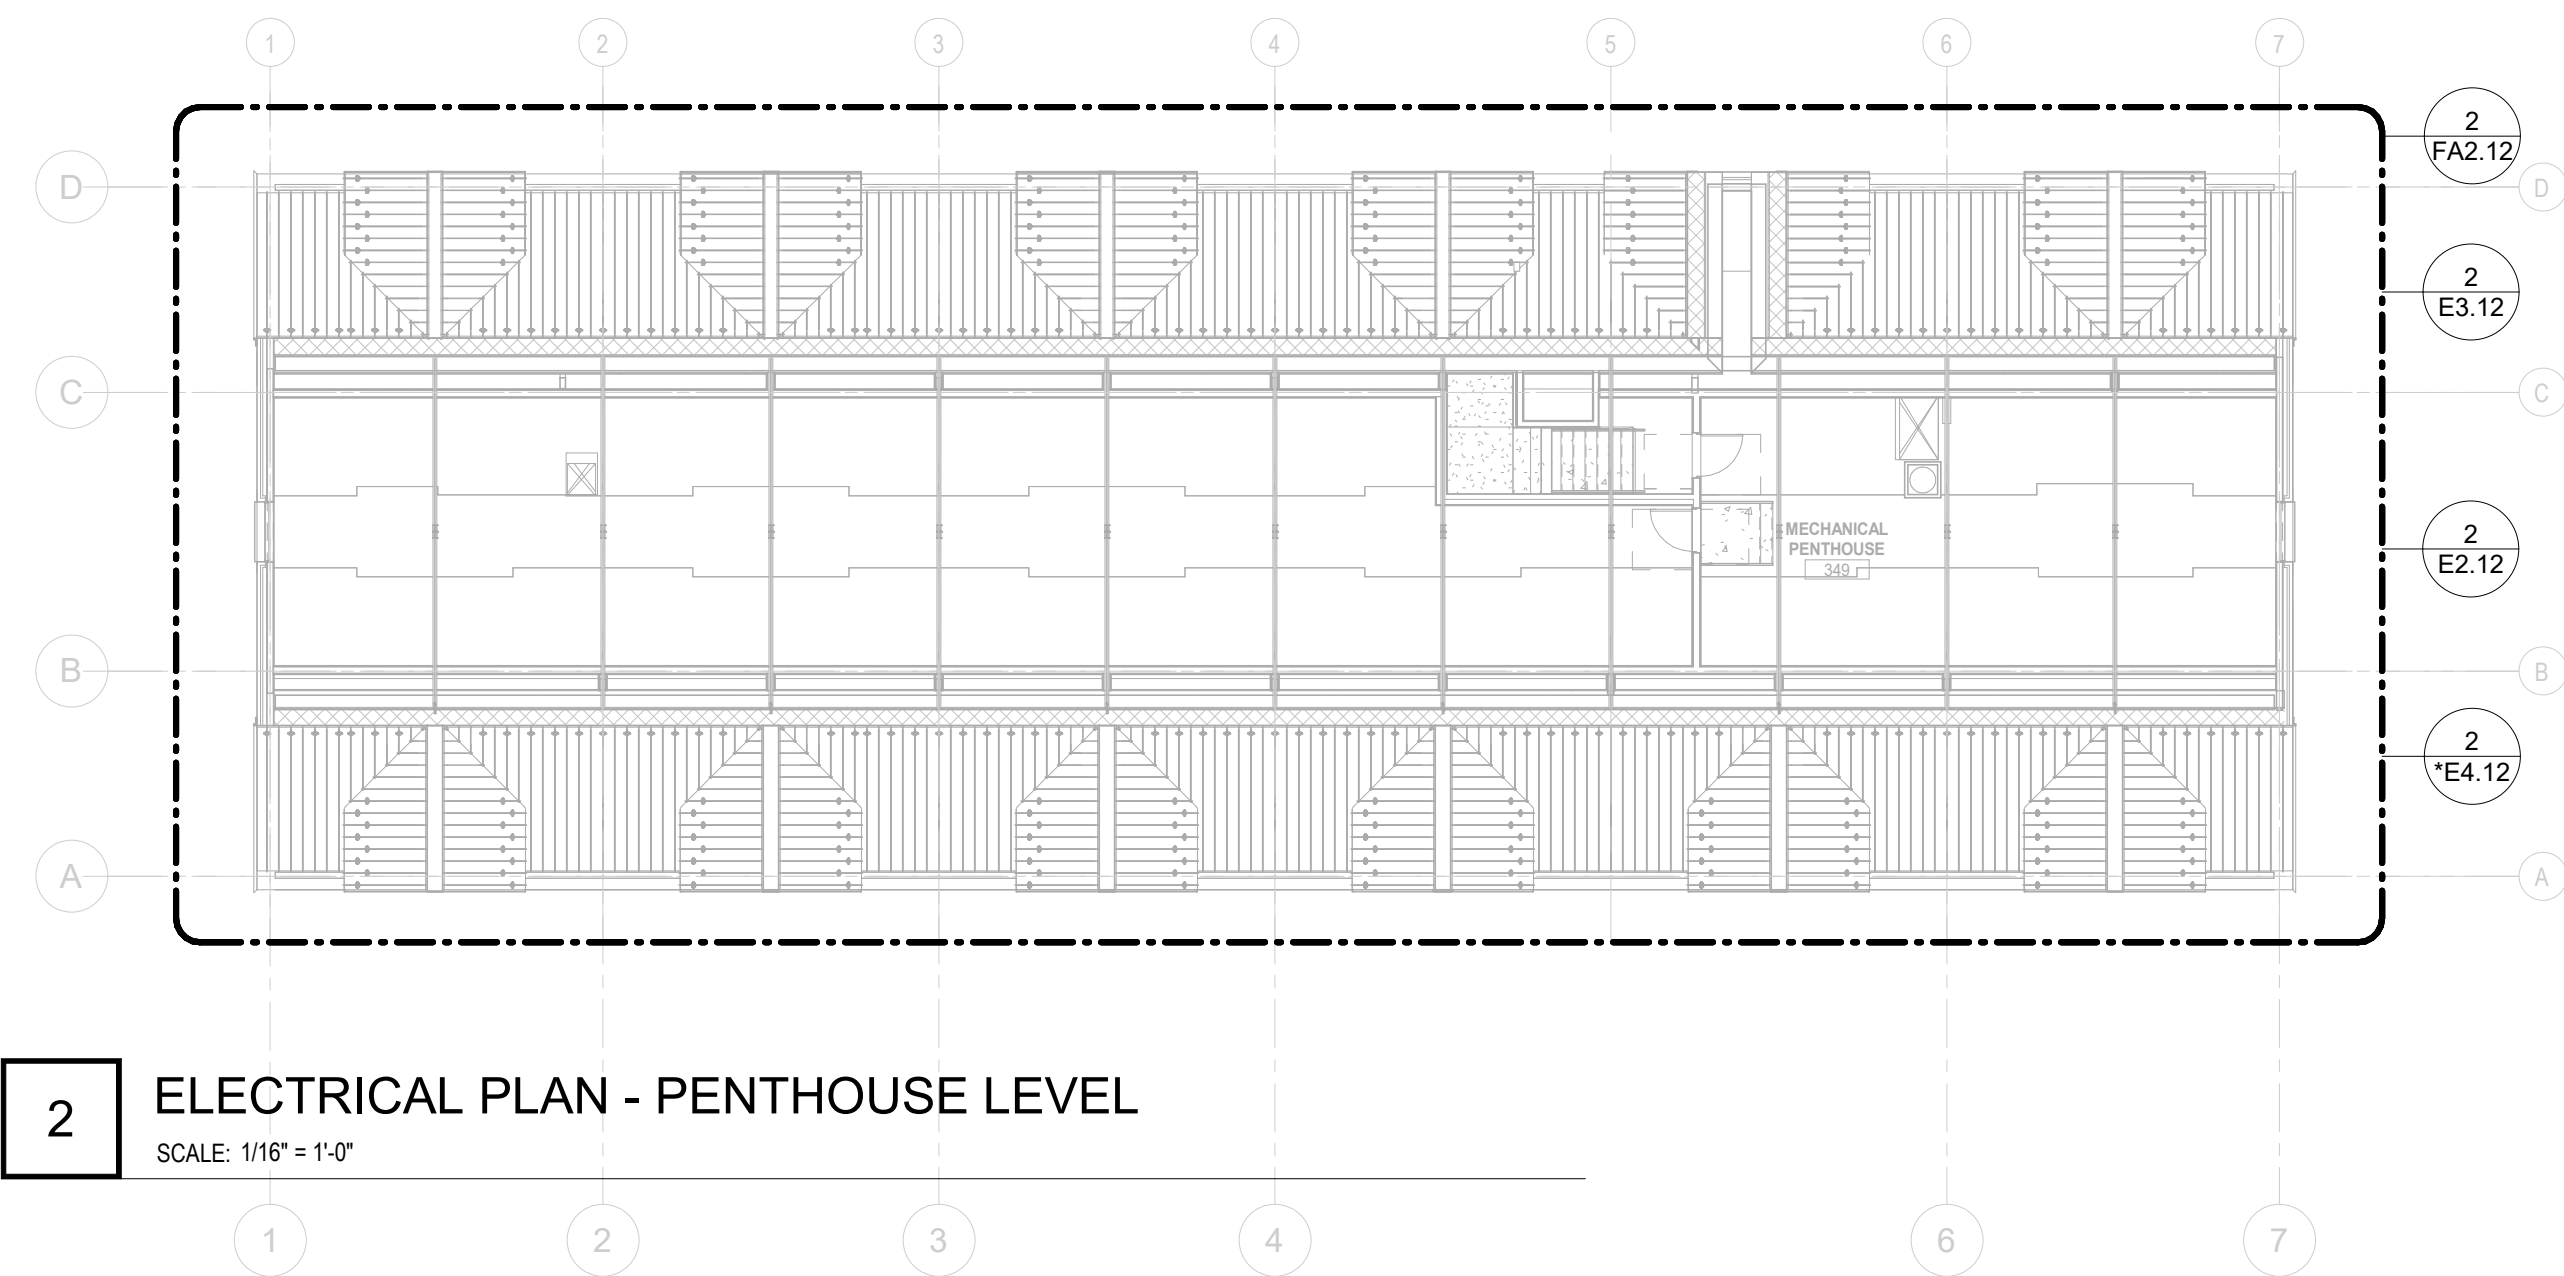 1 2 3 4 5 6 7
2
FA2.12
D D
2
E3.12
C C
MECHANICAL
PENTHOUSE
349
2
E2.12
B B
2
*E4.12
A A
2
ELECTRICAL PLAN - PENTHOUSE LEVEL
SCALE: 1/16" = 1'-0"
1 2 3 4 6 7